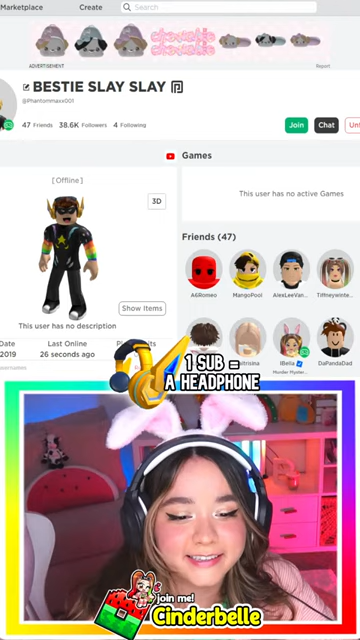 Marketplace
Create
Search
ADVERTISEMENT
Report
BESTIE SLAY SLAY
@Phantommaxx001
47 Friends 38.6K Followers 4 Following
Join
Chat
Games
[Offline]
3D
This user has no active Games
Friends (47)
A6Romeo
MangoPool
AlexLeeVan...
Show Items
This user has no description
Last Online
2019
26 seconds ago
IBella
DaPandaDad
1 SUB =
A HEADPHONE
join me!
Cinderbelle